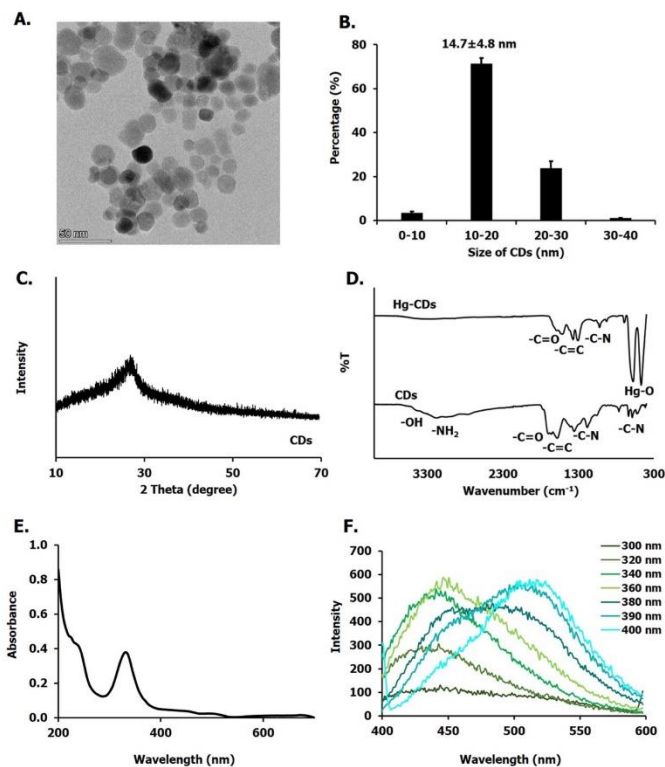 A.
50 nm
B.
14.7±4.8 nm
80
60
40
20
0
Percentage (%)
0-10 10-20 20-30 30-40
Size of CDs (nm)
C.
Intensity
CDs
10 30 50 70
2 Theta (degree)
D.
Hg-CDs
-C=O
-C=C
-C-N
Hg-O
%T
CDs
-OH
-NH2
-C=O
-C=C
-C-N
-C-N
3300 2300 1300 300
Wavenumber (cm-1)
E.
1.0
0.8
0.6
0.4
0.2
0.0
Absorbance
200 400 600
Wavelength (nm)
F.
700
600
500
400
300
200
100
0
Intensity
300 nm
320 nm
340 nm
360 nm
380 nm
390 nm
400 nm
400 450 500 550 600
Wavelength (nm)